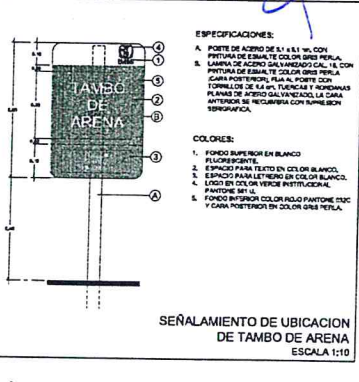 ESPECIFICACIONES:
A. POSTE DE ACERO DE 5.1 x 5.1 cm, CON
PINTURA DE ESMALTE COLOR GRIS PERLA.
B. LAMINA DE ACERO GALVANIZADO CAL. 16, CON
PINTURA DE ESMALTE COLOR GRIS PERLA
(CARA POSTERIOR), FIJA AL POSTE CON
TORNILLOS DE TUERCAS Y RONDANAS
PLANAS DE ACERO GALVANIZADO, LA CARA
ANTERIOR SE RECUBRIRA CON IMPRESION
SERIGRAFICA.
TAMBO
DE
ARENA
4
1
5
2
B
3
A
COLORES:
1. FONDO SUPERIOR EN BLANCO
FLUORESCENTE.
2. ESPACIO PARA TEXTO EN COLOR BLANCO.
3. ESPACIO PARA LETRERO EN COLOR BLANCO.
4. LOGO EN COLOR VERDE INSTITUCIONAL
PANTONE
5. FONDO INFERIOR COLOR ROJO PANTONE
Y CARA POSTERIOR EN COLOR GRIS PERLA.
SEÑALAMIENTO DE UBICACION
DE TAMBO DE ARENA
ESCALA 1:10